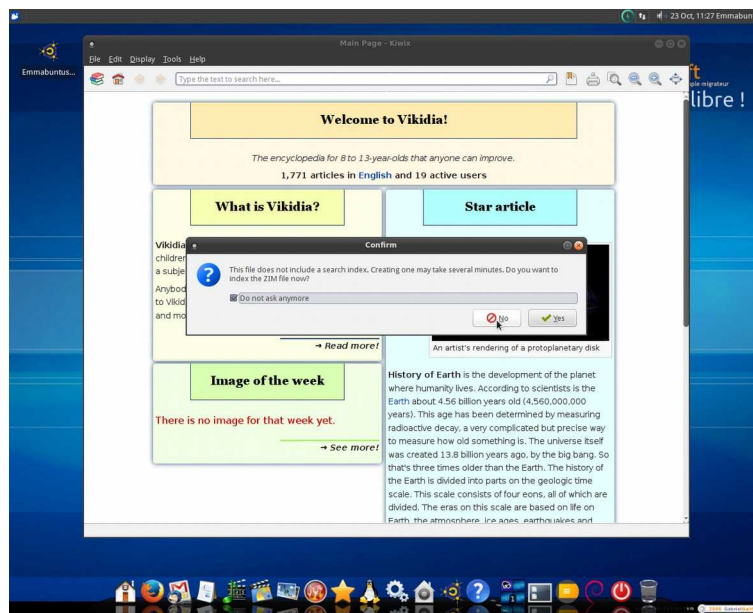 23 Oct, 11:27 Emmabun
Emmabuntus...
Main Page - Kiwix
File Edit Display Tools Help
Type the text to search here...
libre !
Welcome to Vikidia!
The encyclopedia for 8 to 13-year-olds that anyone can improve.
1,771 articles in English and 19 active users
What is Vikidia?
Star article
Vikidia
children
a subje
Anybod
to Vikid
and mo
→ Read more!
Confirm
This file does not include a search index. Creating one may take several minutes. Do you want to
index the ZIM file now?
Do not ask anymore
No
Yes
An artist's rendering of a protoplanetary disk
Image of the week
There is no image for that week yet.
→ See more!
History of Earth is the development of the planet
where humanity lives. According to scientists is the
Earth about 4.56 billion years old (4,560,000,000
years). This age has been determined by measuring
radioactive decay, a very complicated but precise way
to measure how old something is. The universe itself
was created 13.8 billion years ago, by the big bang. So
that's three times older than the Earth. The history of
the Earth is divided into parts on the geologic time
scale. This scale consists of four eons, all of which are
divided. The eras on this scale are based on life on
Earth, the atmosphere, ice ages, earthquakes and